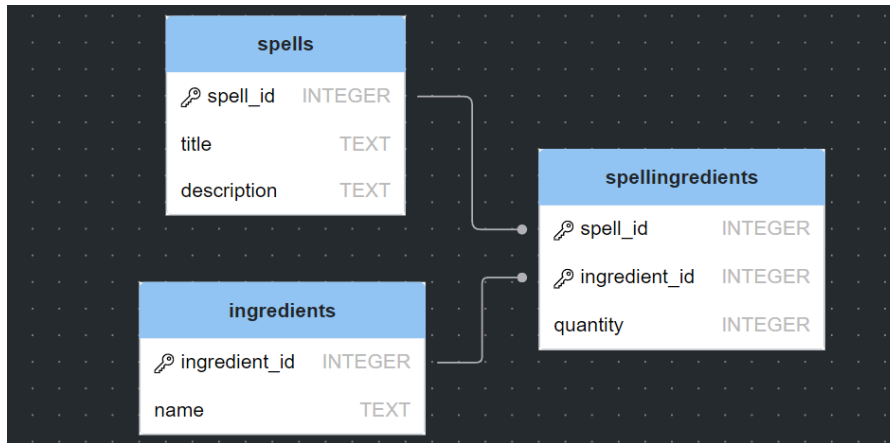 spells
spell_id INTEGER
title TEXT
description TEXT
spellingredients
spell_id INTEGER
ingredient_id INTEGER
quantity INTEGER
ingredients
ingredient_id INTEGER
name TEXT